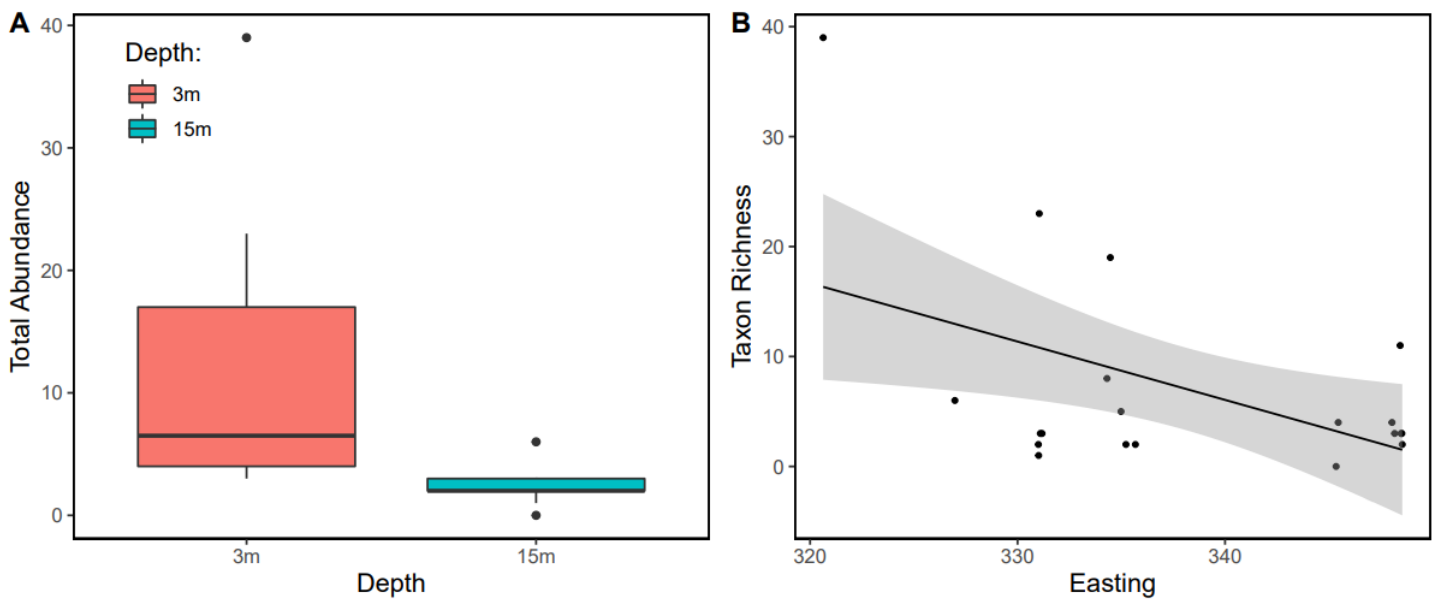 A
Depth:
3m
15m
Total Abundance
40
30
20
10
0
3m
15m
Depth
B
Taxon Richness
40
30
20
10
0
320
330
340
Easting